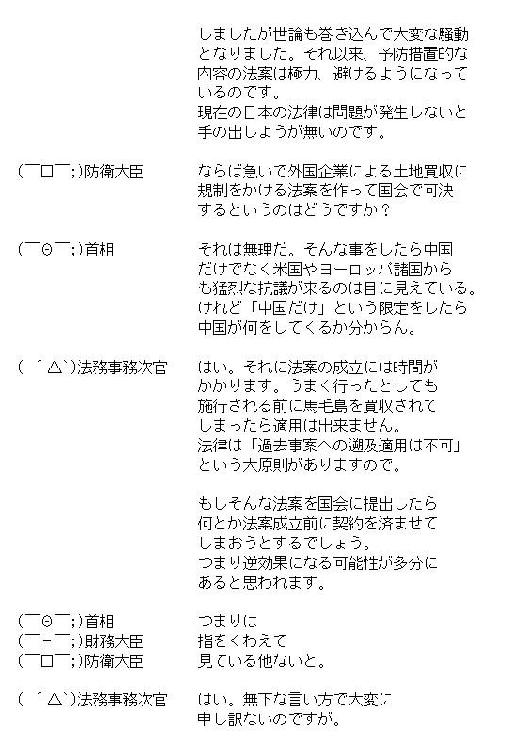 しましたが世論も巻き込んで大変な騒動
となりました。それ以来、予防措置的な
内容の法案は極力、避けるようになって
いるのです。
現在の日本の法律は問題が発生しないと
手の出しようが無いのです。
(￣□￣;)防衛大臣 ならば急いで外国企業による土地買収に
規制をかける法案を作って国会で可決
するというのはどうですか？
(￣Θ￣;)首相 それは無理だ。そんな事をしたら中国
だけでなく米国やヨーロッパ諸国から
も猛烈な抗議が来るのは目に見えている。
けれど「中国だけ」という限定をしたら
中国が何をしてくるか分からん。
( ´△`)法務事務次官 はい。それに法案の成立には時間が
かかります。うまく行ったとしても
施行される前に馬毛島を買収されて
しまったら適用は出来ません。
法律は「過去事案への遡及適用は不可」
という大原則がありますので。
もしそんな法案を国会に提出したら
何とか法案成立前に契約を済ませて
しまおうとするでしょう。
つまり逆効果になる可能性が多分に
あると思われます。
(￣Θ￣;)首相 つまりに
(￣－￣;)財務大臣 指をくわえて
(￣□￣;)防衛大臣 見ている他ないと。
( ´△`)法務事務次官 はい。無下な言い方で大変に
申し訳ないのですが。